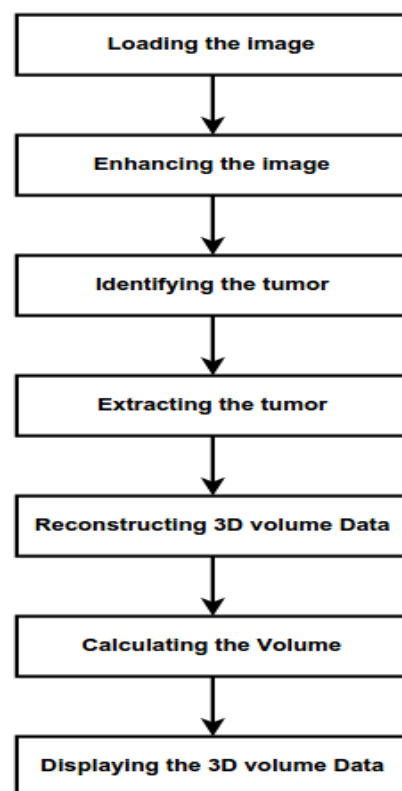 Loading the image
Enhancing the image
Identifying the tumor
Extracting the tumor
Reconstructing 3D volume Data
Calculating the Volume
Displaying the 3D volume Data